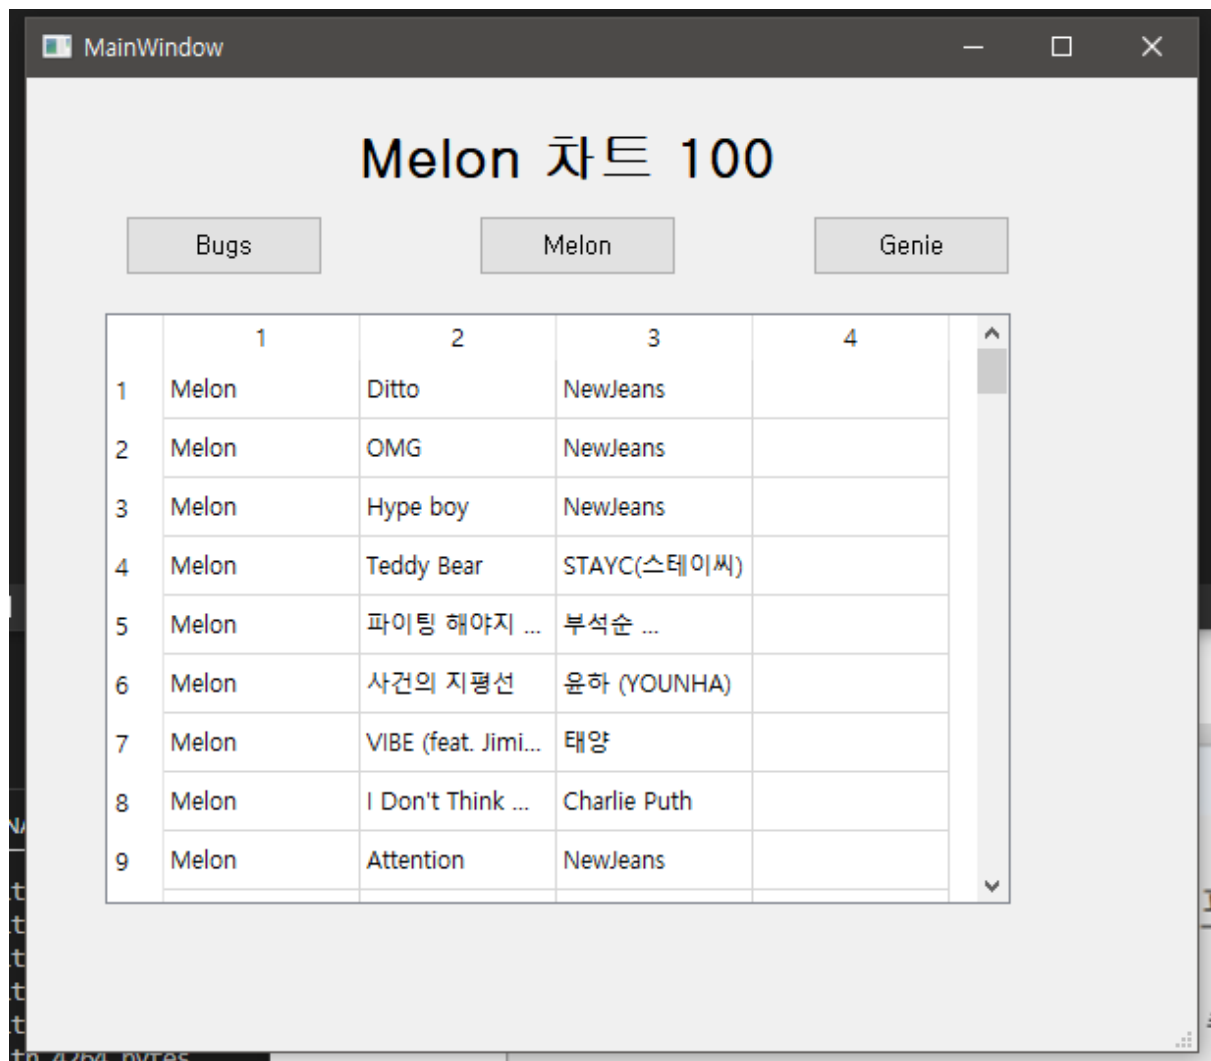 MainWindow
Melon 차트 100
Bugs Melon Genie
1 2 3 4
1 Melon Ditto NewJeans
2 Melon OMG NewJeans
3 Melon Hype boy NewJeans
4 Melon Teddy Bear STAYC(스테이씨)
5 Melon 파이팅 해야지 ... 부석순 ...
6 Melon 사건의 지평선 윤하 (YOUNHA)
7 Melon VIBE (feat. Jimi... 태양
8 Melon I Don't Think ... Charlie Puth
9 Melon Attention NewJeans
4264 bytes